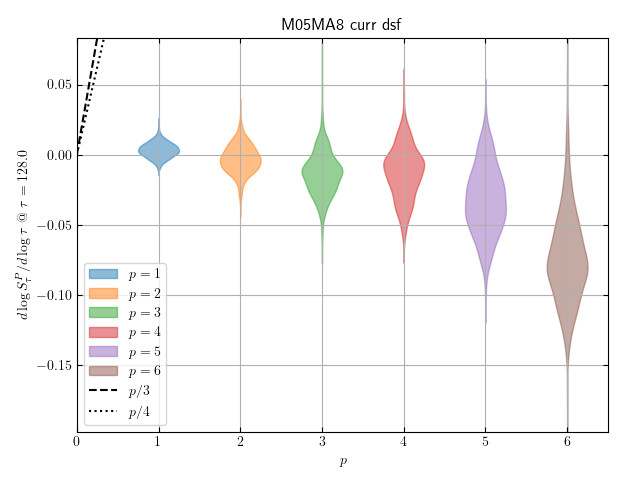 M05MA8 curr dsf
d log S_τ^P / d log τ @ τ = 128.0
0.05
0.00
−0.05
−0.10
−0.15
p = 1
p = 2
p = 3
p = 4
p = 5
p = 6
p/3
p/4
0 1 2 3 4 5 6
p